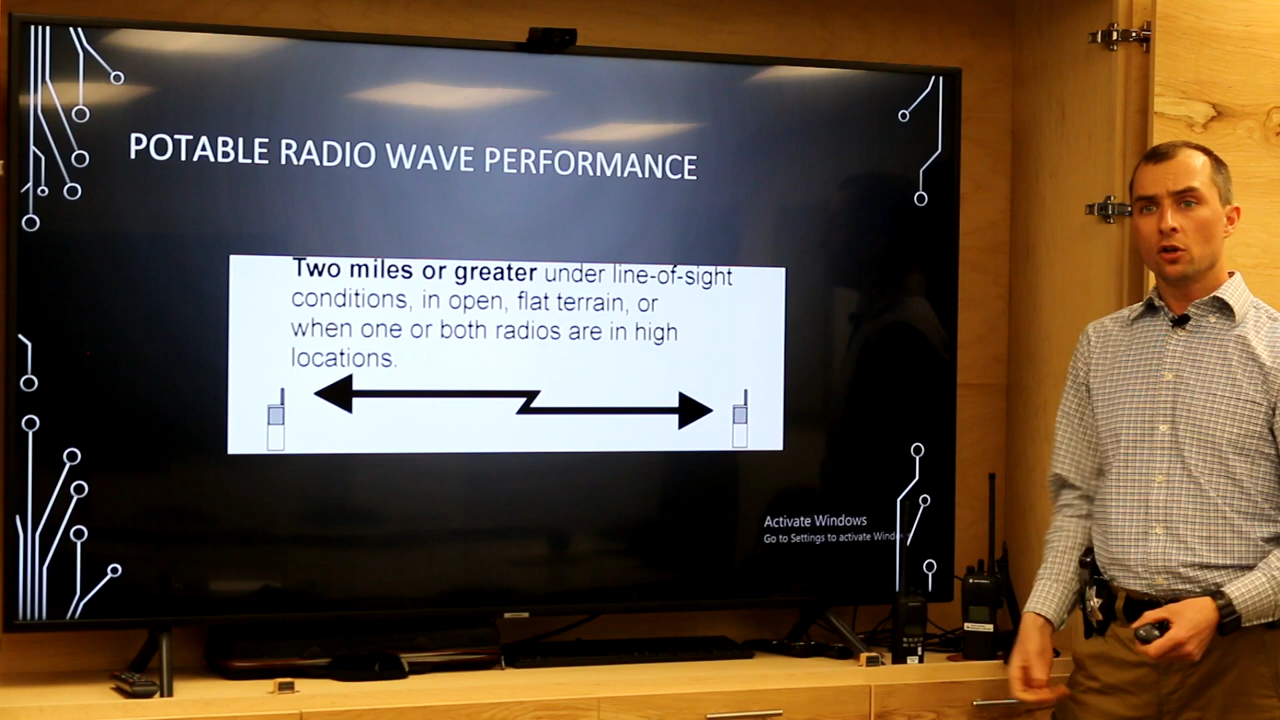 POTABLE RADIO WAVE PERFORMANCE
Two miles or greater under line-of-sight
conditions, in open, flat terrain, or
when one or both radios are in high
locations.
Activate Windows
Go to Settings to activate Wind